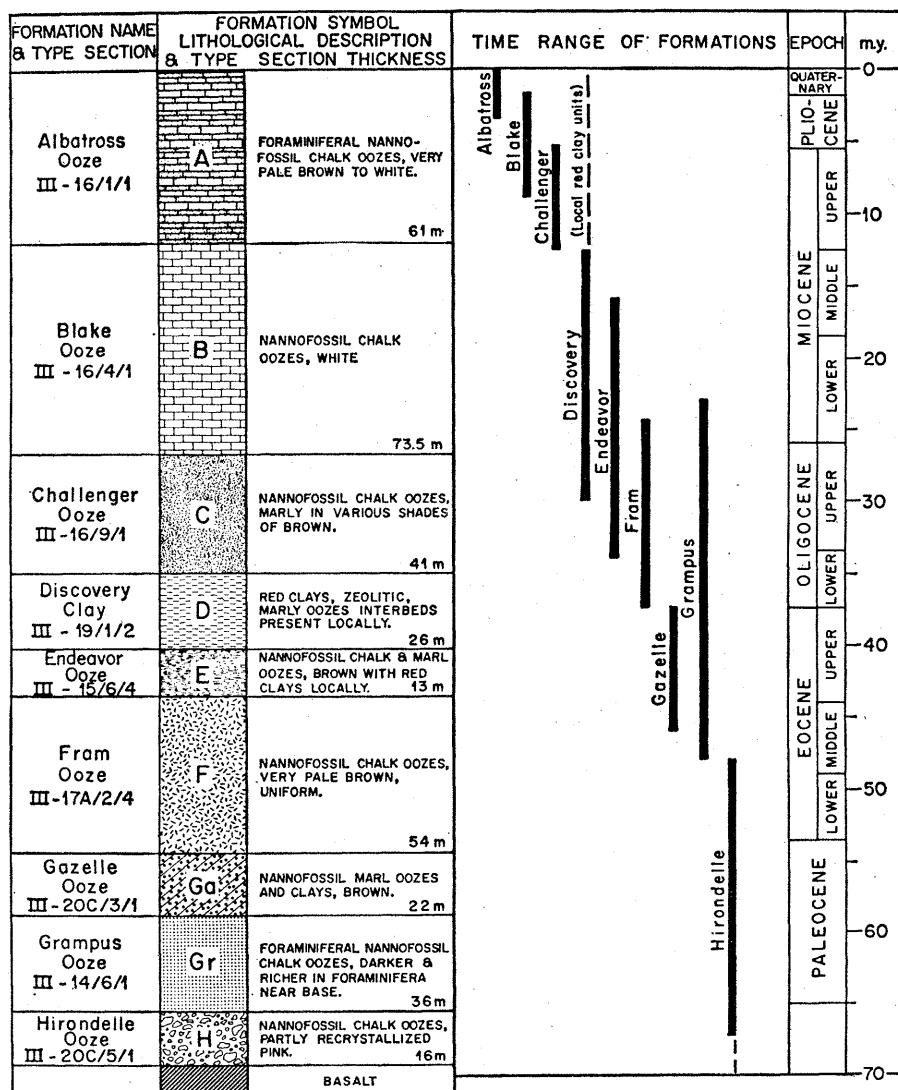 FORMATION NAME
& TYPE SECTION
FORMATION SYMBOL
LITHOLOGICAL DESCRIPTION
& TYPE SECTION THICKNESS
TIME RANGE OF FORMATIONS
EPOCH
m.y.
Albatross
Ooze
III - 16/1/1
A
FORAMINIFERAL NANNO-
FOSSIL CHALK OOZES, VERY
PALE BROWN TO WHITE.
61 m
Blake
Ooze
III - 16/4/1
B
NANNOFOSSIL CHALK
OOZES, WHITE
73.5 m
Challenger
Ooze
III - 16/9/1
C
NANNOFOSSIL CHALK OOZES,
MARLY IN VARIOUS SHADES
OF BROWN.
41 m
Discovery
Clay
III - 19/1/2
D
RED CLAYS, ZEOLITIC,
MARLY OOZES INTERBEDS
PRESENT LOCALLY.
26 m
Endeavor
Ooze
III - 15/6/4
E
NANNOFOSSIL CHALK & MARL
OOZES, BROWN WITH RED
CLAYS LOCALLY.
13 m
Fram
Ooze
III-17A/2/4
F
NANNOFOSSIL CHALK OOZES,
VERY PALE BROWN,
UNIFORM.
54 m
Gazelle
Ooze
III-20C/3/1
Ga
NANNOFOSSIL MARL OOZES
AND CLAYS, BROWN.
22 m
Grampus
Ooze
III-14/6/1
Gr
FORAMINIFERAL NANNOFOSSIL
CHALK OOZES, DARKER &
RICHER IN FORAMINIFERA
NEAR BASE.
36 m
Hirondelle
Ooze
III-20C/5/1
H
NANNOFOSSIL CHALK OOZES,
PARTLY RECRYSTALLIZED
PINK.
16m
BASALT
Albatross
Blake
Challenger
(Local red clay units)
Discovery
Endeavor
Fram
Gazelle
Grampus
Hirondelle
QUATER-
NARY
PLIO-
CENE
MIOCENE
UPPER
MIDDLE
LOWER
OLIGOCENE
UPPER
LOWER
EOCENE
UPPER
MIDDLE
LOWER
PALEOCENE
0
10
20
30
40
50
60
70